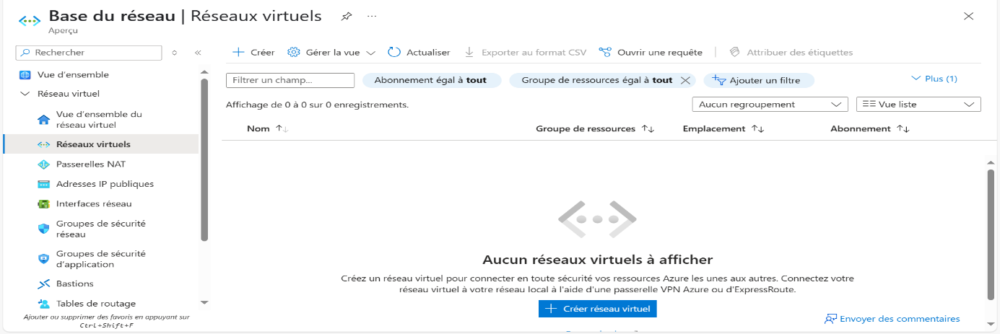 Base du réseau | Réseaux virtuels
Aperçu
Rechercher
Vue d'ensemble
Réseau virtuel
Vue d'ensemble du
réseau virtuel
Réseaux virtuels
Passerelles NAT
Adresses IP publiques
Interfaces réseau
Groupes de sécurité
réseau
Groupes de sécurité
d'application
Bastions
Tables de routage
Ajouter ou supprimer des favoris en appuyant sur
Ctrl+Shift+F
Créer
Gérer la vue
Actualiser
Exporter au format CSV
Ouvrir une requête
Attribuer des étiquettes
Filtrer un champ...
Abonnement égal à tout
Groupe de ressources égal à tout
Ajouter un filtre
Plus (1)
Affichage de 0 à 0 sur 0 enregistrements.
Aucun regroupement
Vue liste
Nom
Groupe de ressources
Emplacement
Abonnement
Aucun réseaux virtuels à afficher
Créez un réseau virtuel pour connecter en toute sécurité vos ressources Azure les unes aux autres. Connectez votre
réseau virtuel à votre réseau local à l'aide d'une passerelle VPN Azure ou d'ExpressRoute.
Créer réseau virtuel
Envoyer des commentaires